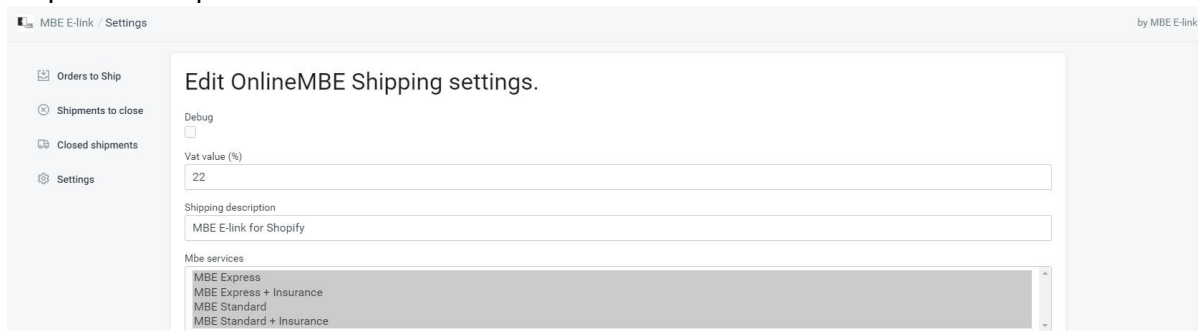 MBE E-link / Settings
by MBE E-link
Orders to Ship
Shipments to close
Closed shipments
Settings
Edit OnlineMBE Shipping settings.
Debug
Vat value (%)
22
Shipping description
MBE E-link for Shopify
Mbe services
MBE Express
MBE Express + Insurance
MBE Standard
MBE Standard + Insurance